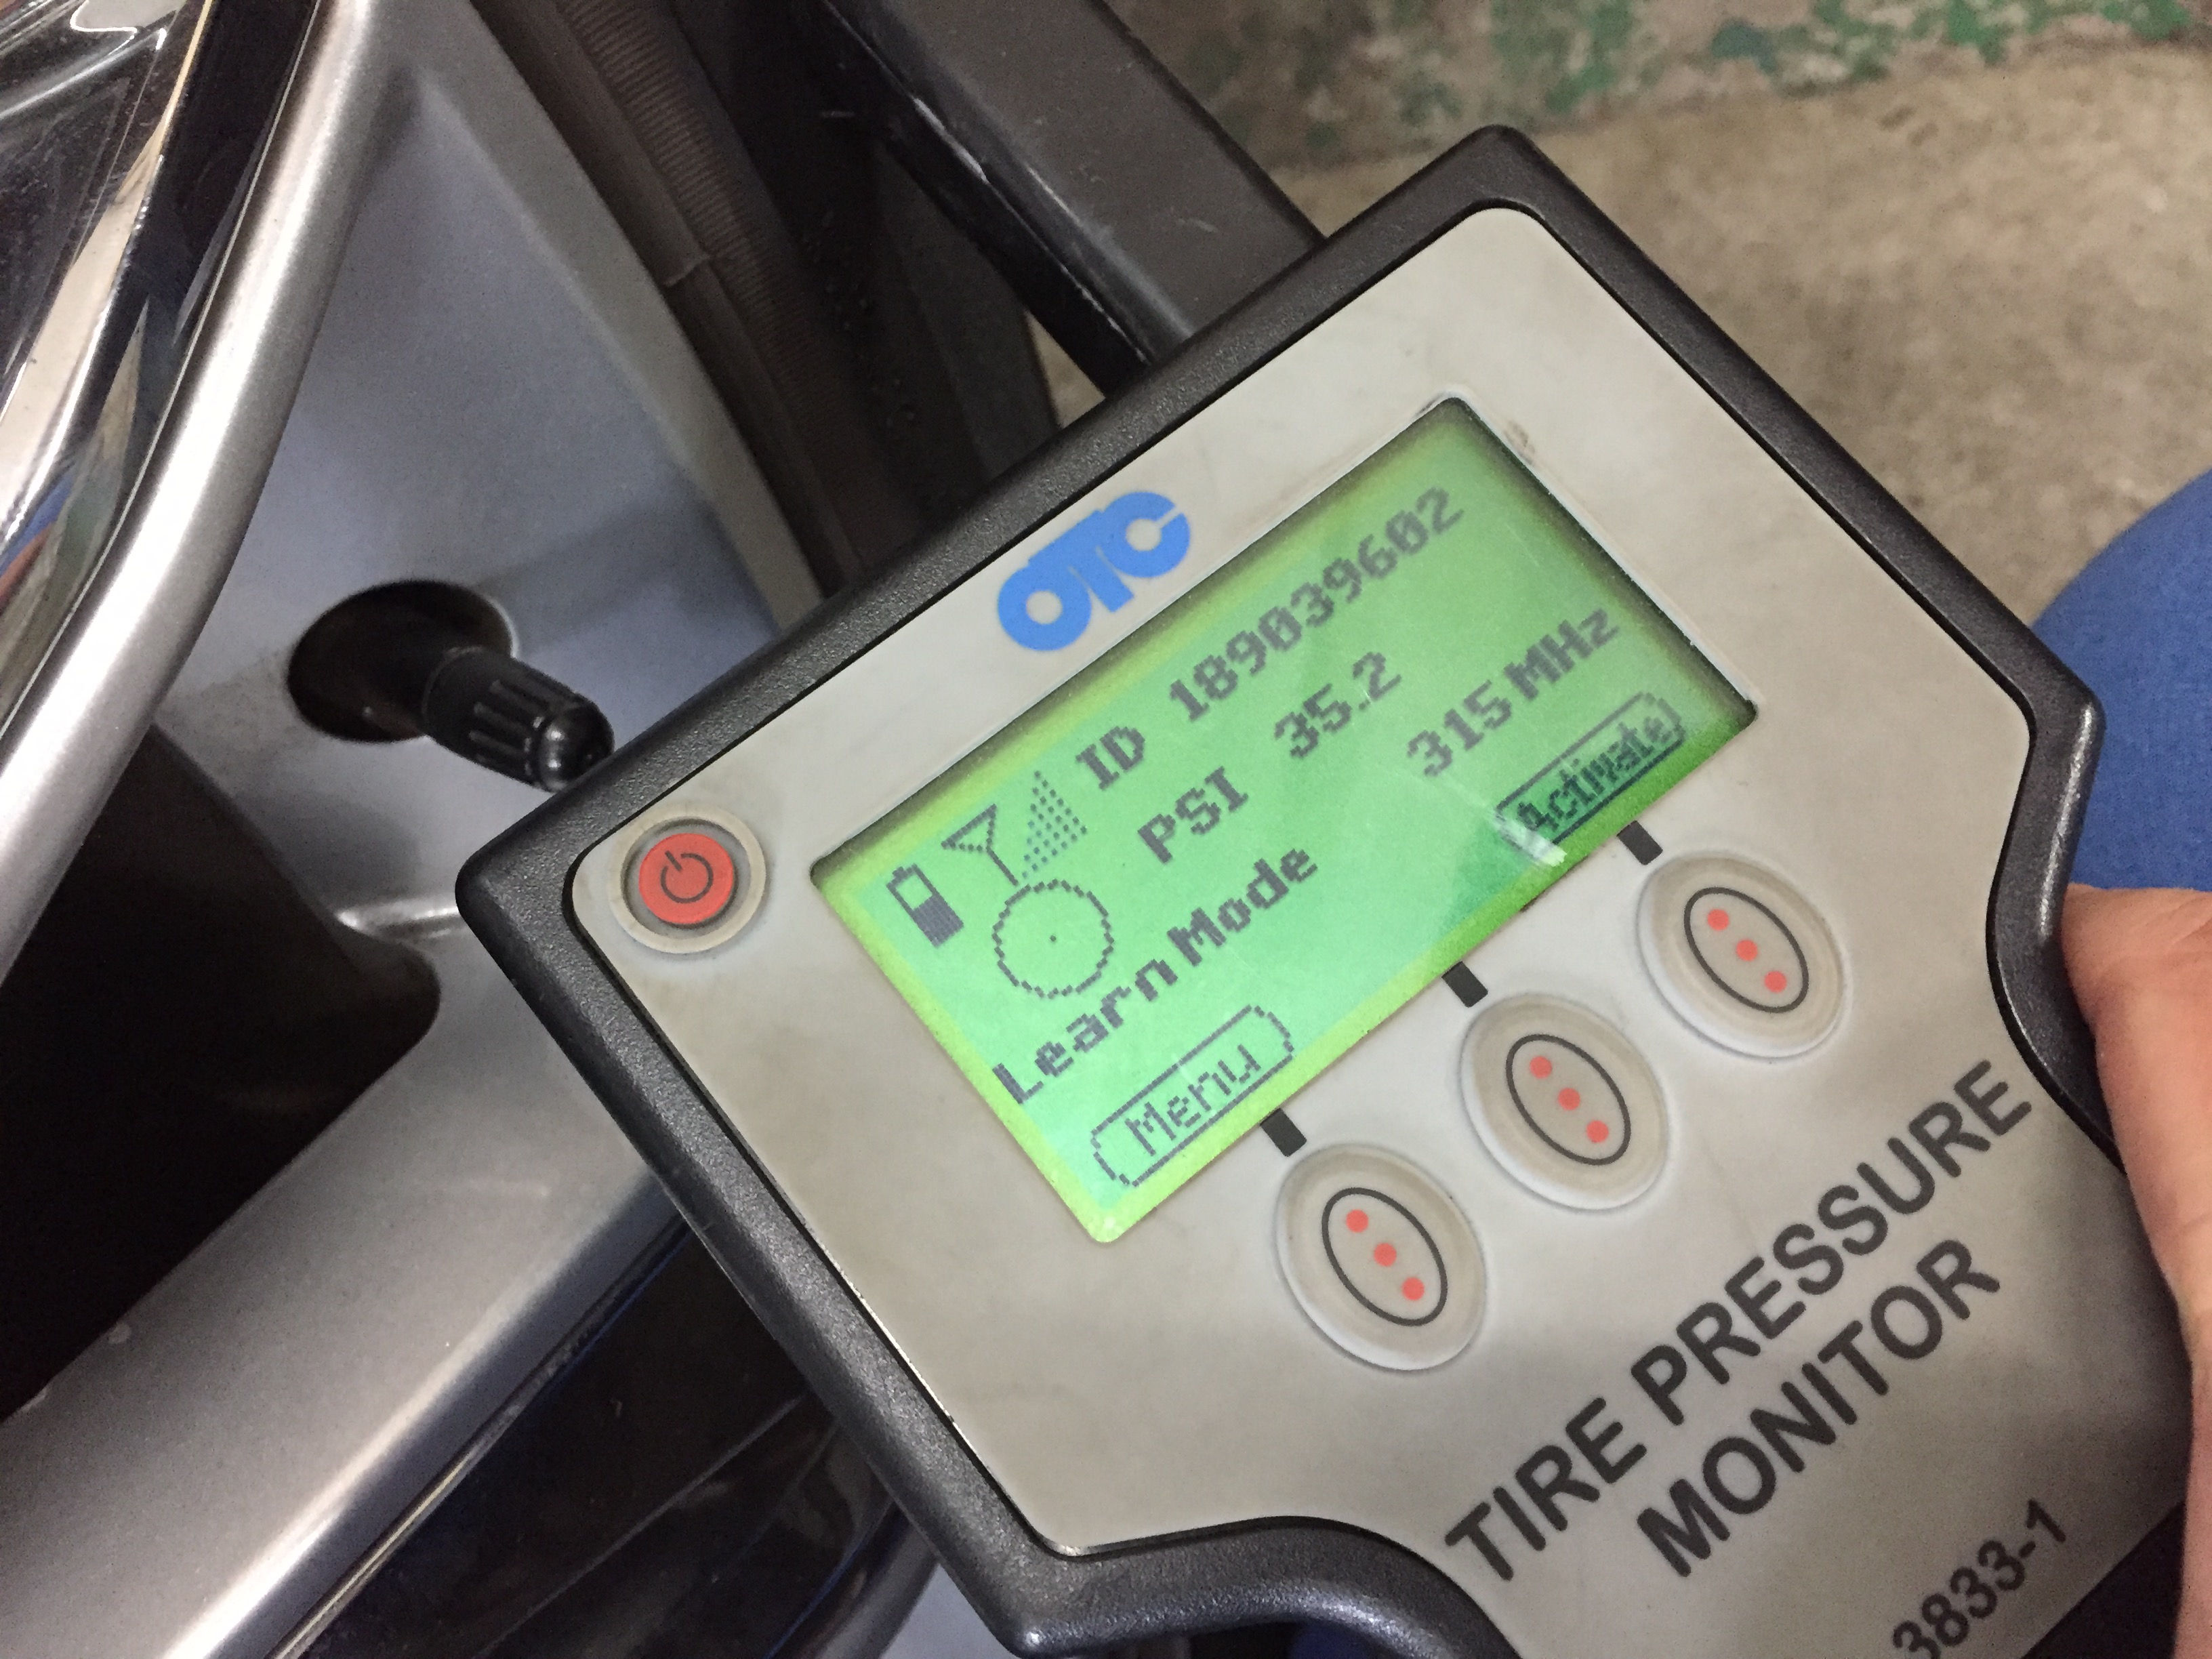 OTC
ID 189039602
PSI 35.2
315 MHz
Learn Mode
Menu
Activate
TIRE PRESSURE
MONITOR
3833-1